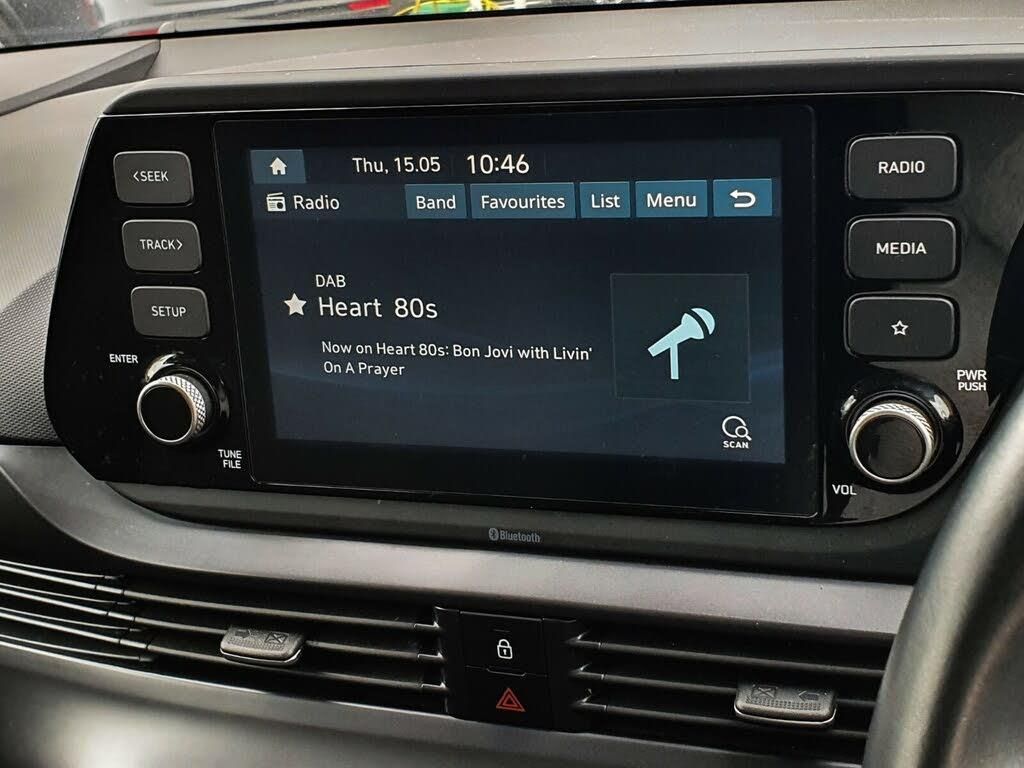 Thu, 15.05 10:46
Radio Band Favourites List Menu
DAB
Heart 80s
Now on Heart 80s: Bon Jovi with Livin'
On A Prayer
SCAN
<SEEK
TRACK>
SETUP
ENTER
TUNE
FILE
RADIO
MEDIA
PWR
PUSH
VOL
Bluetooth